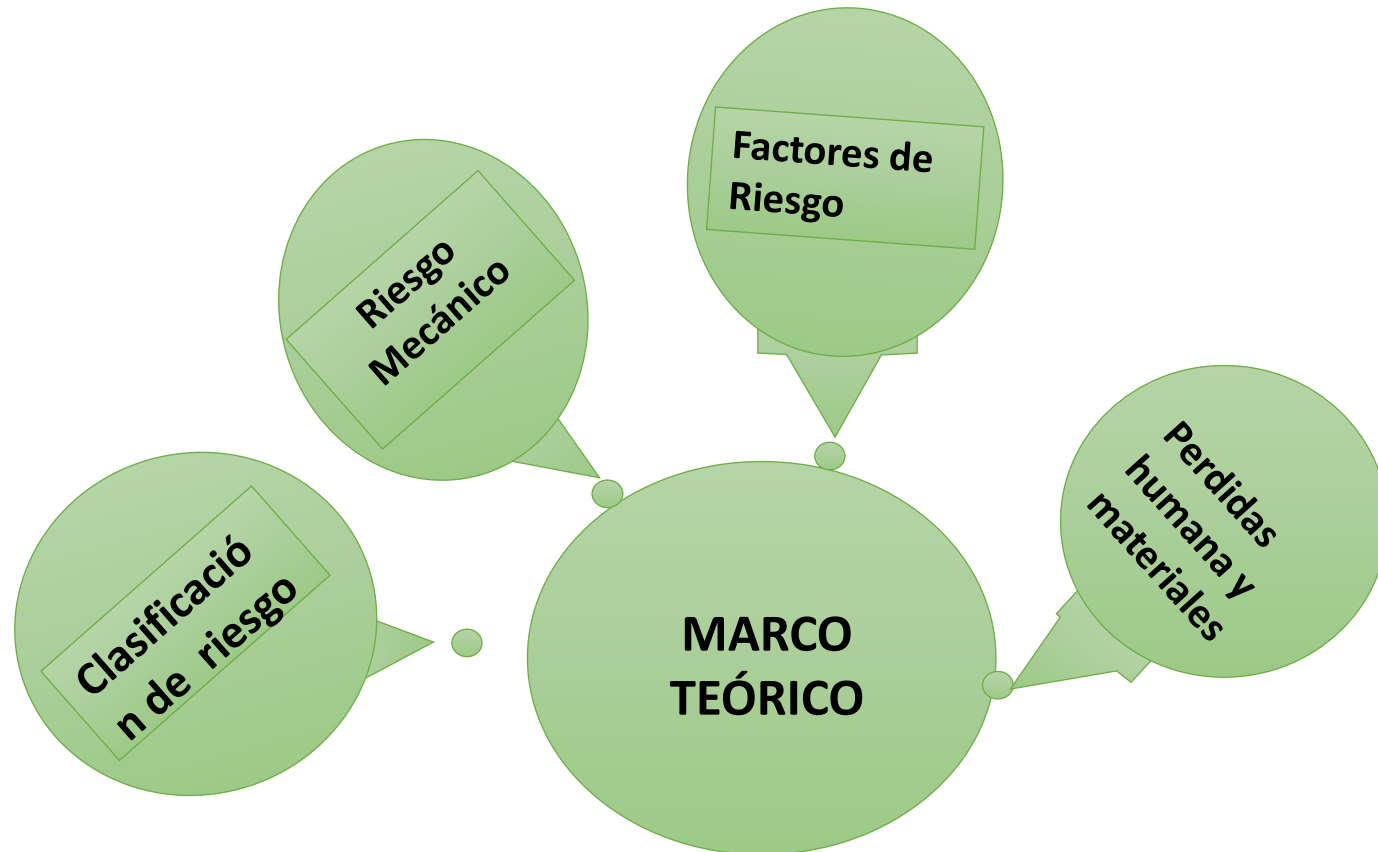 Factores de
Riesgo
Riesgo
Mecánico
Perdidas
humana y
materiales
Clasificació
n de riesgo
MARCO
TEÓRICO